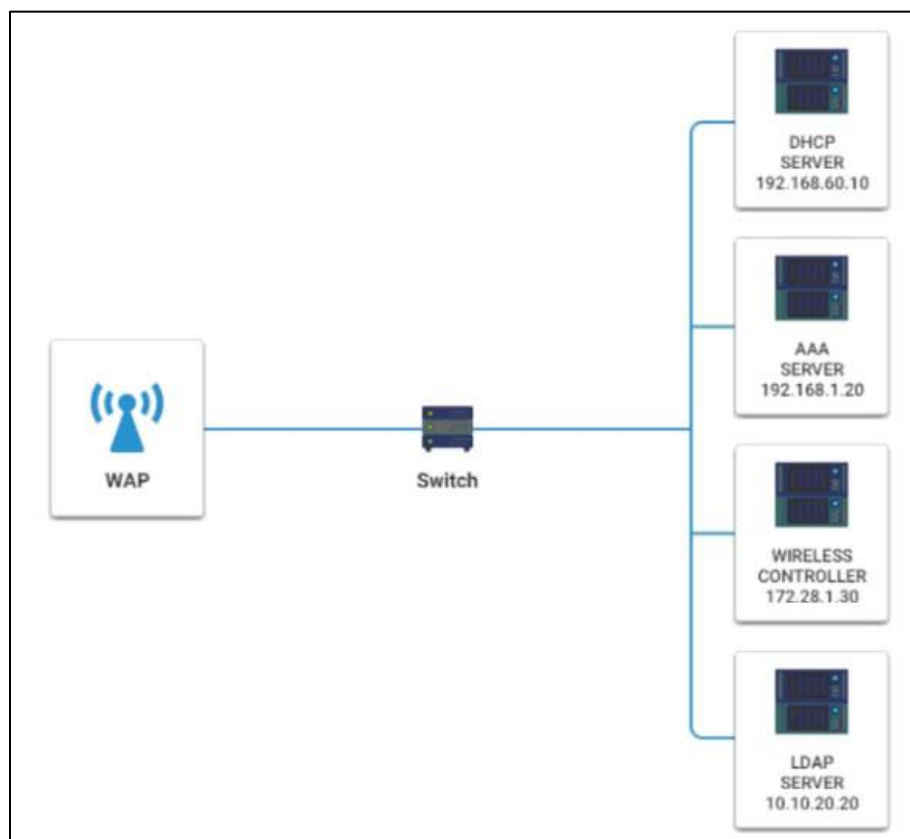 WAP
Switch
DHCP
SERVER
192.168.60.10
AAA
SERVER
192.168.1.20
WIRELESS
CONTROLLER
172.28.1.30
LDAP
SERVER
10.10.20.20